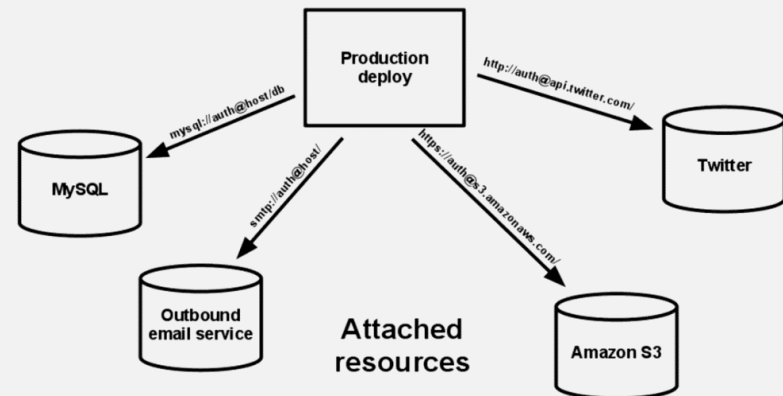 Production
deploy
mysql://auth@host/db
http://auth@api.twitter.com/
smtp://auth@host/
https://auth@s3.amazonaws.com/
MySQL
Twitter
Outbound
email service
Attached
resources
Amazon S3